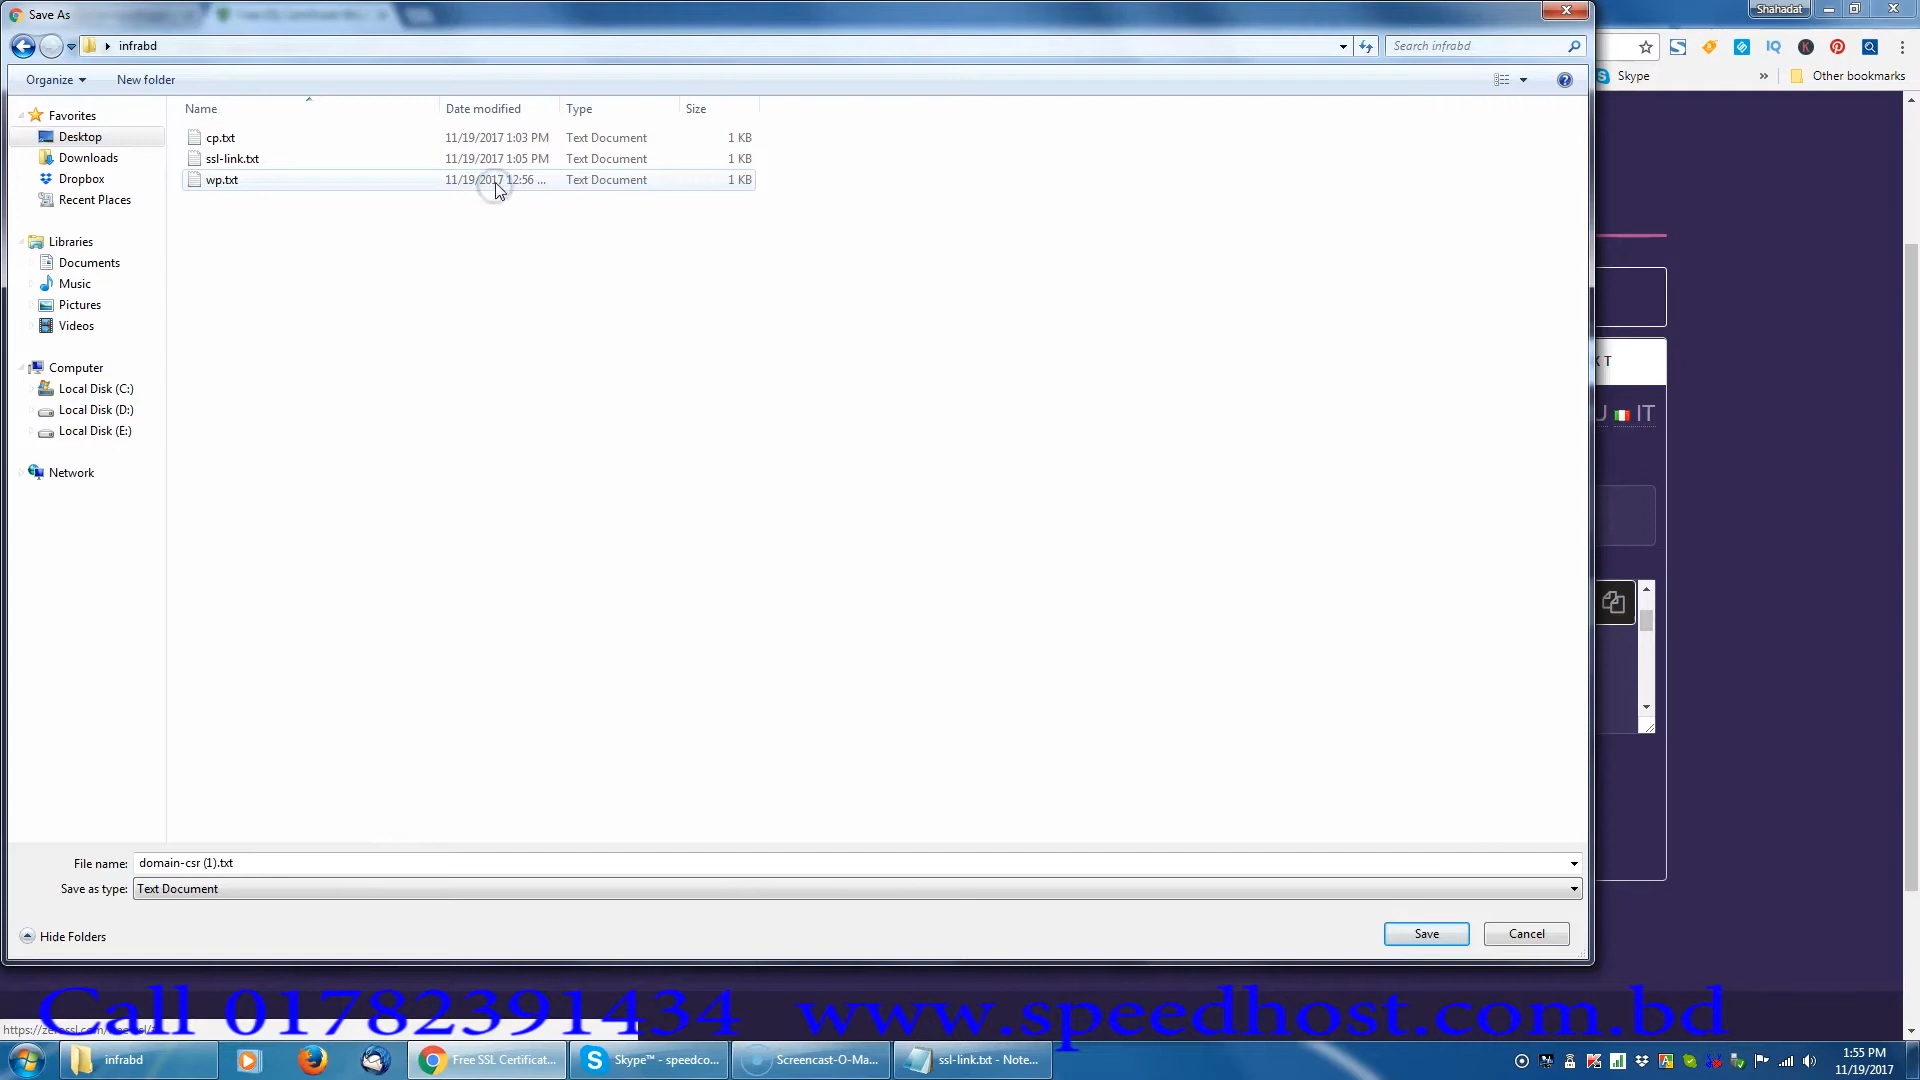 Save As
Shahadat
infrabd
Search infrabd
Organize
New folder
Skype
»
Other bookmarks
Name
Date modified
Type
Size
cp.txt 11/19/2017 1:03 PM Text Document 1 KB
ssl-link.txt 11/19/2017 1:05 PM Text Document 1 KB
wp.txt 11/19/2017 12:56 ... Text Document 1 KB
Favorites
Desktop
Downloads
Dropbox
Recent Places
Libraries
Documents
Music
Pictures
Videos
Computer
Local Disk (C:)
Local Disk (D:)
Local Disk (E:)
Network
IT
File name: domain-csr (1).txt
Save as type: Text Document
Hide Folders
Save
Cancel
Call 01782391434 www.speedhost.com.bd
infrabd
Free SSL Certificat...
Skype™ - speedco...
Screencast-O-Ma...
ssl-link.txt - Note...
1:55 PM
11/19/2017